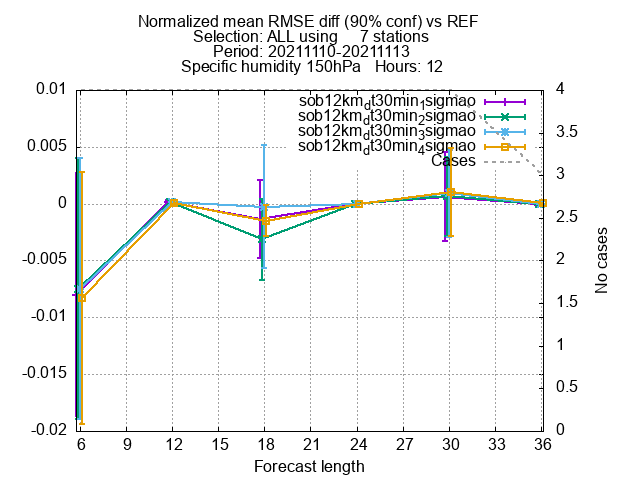 Normalized mean RMSE diff (90% conf) vs REF
Selection: ALL using 7 stations
Period: 20211110-20211113
Specific humidity 150hPa Hours: 12
0.01
0.005
0
-0.005
-0.01
-0.015
-0.02
4
3.5
3
2.5
2
1.5
1
0.5
0
sob12km_dt30min_1sigmao
sob12km_dt30min_2sigmao
sob12km_dt30min_3sigmao
sob12km_dt30min_4sigmao
Cases
No cases
6 9 12 15 18 21 24 27 30 33 36
Forecast length